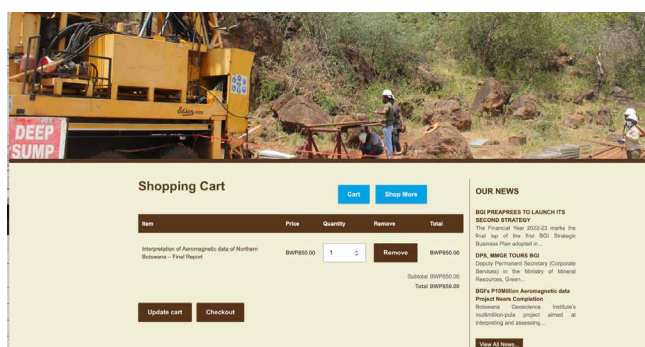 DEEP
SUMP
Shopping Cart
Cart
Shop More
Item
Price
Quantity
Remove
Total
Interpretation of Aeromagnetic data of Northern
Botswana – Final Report
BWP850.00
1
Remove
BWP850.00
Subtotal BWP850.00
Total BWP850.00
Update cart
Checkout
OUR NEWS
BGI PREAPREES TO LAUNCH ITS
SECOND STRATEGY
The Financial Year 2022-23 marks the
final lap of the first BGI Strategic
Business Plan adopted in...
DPS, MMGE TOURS BGI
Deputy Permanent Secretary (Corporate
Services) in the Ministry of Mineral
Resources, Green...
BGI's P10Million Aeromagnetic data
Project Nears Completion
Botswana Geoscience Institute's
multimillion-pula project aimed at
interpreting and assessing...
View All News...